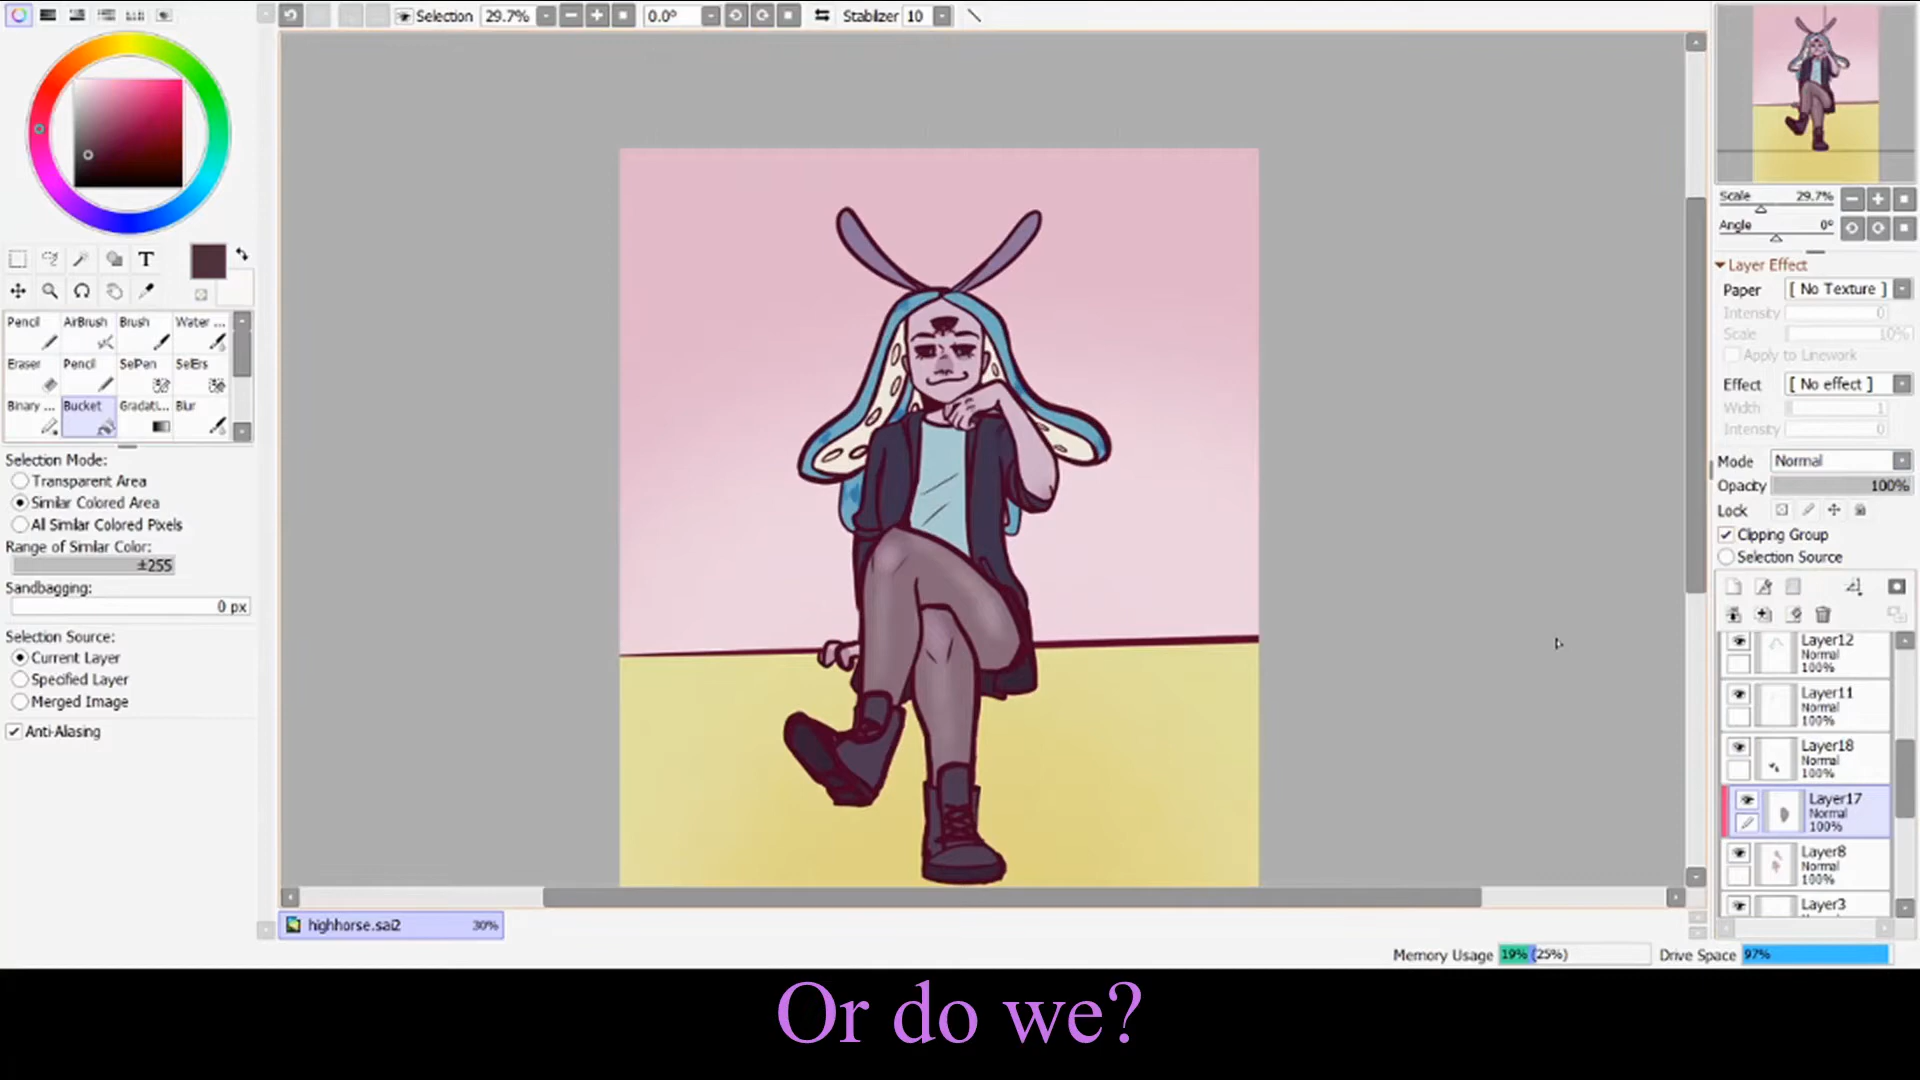 Selection 29.7% 0.0° Stabilizer 10
T
Pencil AirBrush Brush Water ...
Eraser Pencil SePen SelErs
Binary ... Bucket Gradati... Blur
Selection Mode:
Transparent Area
Similar Colored Area
All Similar Colored Pixels
Range of Similar Color:
±255
Sandbagging:
0 px
Selection Source:
Current Layer
Specified Layer
Merged Image
Anti-Aliasing
Scale 29.7%
Angle 0°
Layer Effect
Paper [ No Texture ]
Intensity 0
Scale 10%
Apply to Linework
Effect [ No effect ]
Width 1
Intensity 0
Mode Normal
Opacity 100%
Lock
Clipping Group
Selection Source
Layer12
Normal
100%
Layer11
Normal
100%
Layer18
Normal
100%
Layer17
Normal
100%
Layer8
Normal
100%
Layer3
highhorse.sai2 30%
Memory Usage 19% (25%) Drive Space 97%
Or do we?